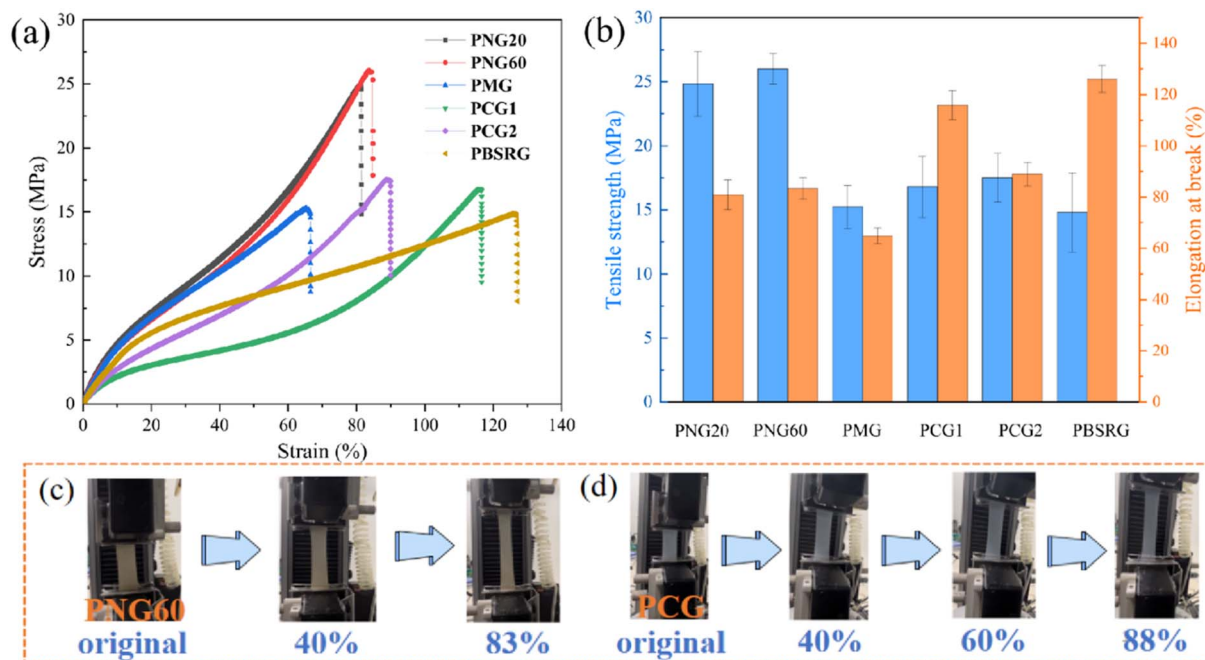 (a)
30
25
20
15
10
5
0
Stress (MPa)
0 20 40 60 80 100 120 140
Strain (%)
PNG20
PNG60
PMG
PCG1
PCG2
PBSRG
(b)
30
25
20
15
10
5
0
Tensile strength (MPa)
140
120
100
80
60
40
20
0
Elongation at break (%)
PNG20 PNG60 PMG PCG1 PCG2 PBSRG
(c)
PNG60
original 40% 83%
(d)
PCG
original 40% 60% 88%